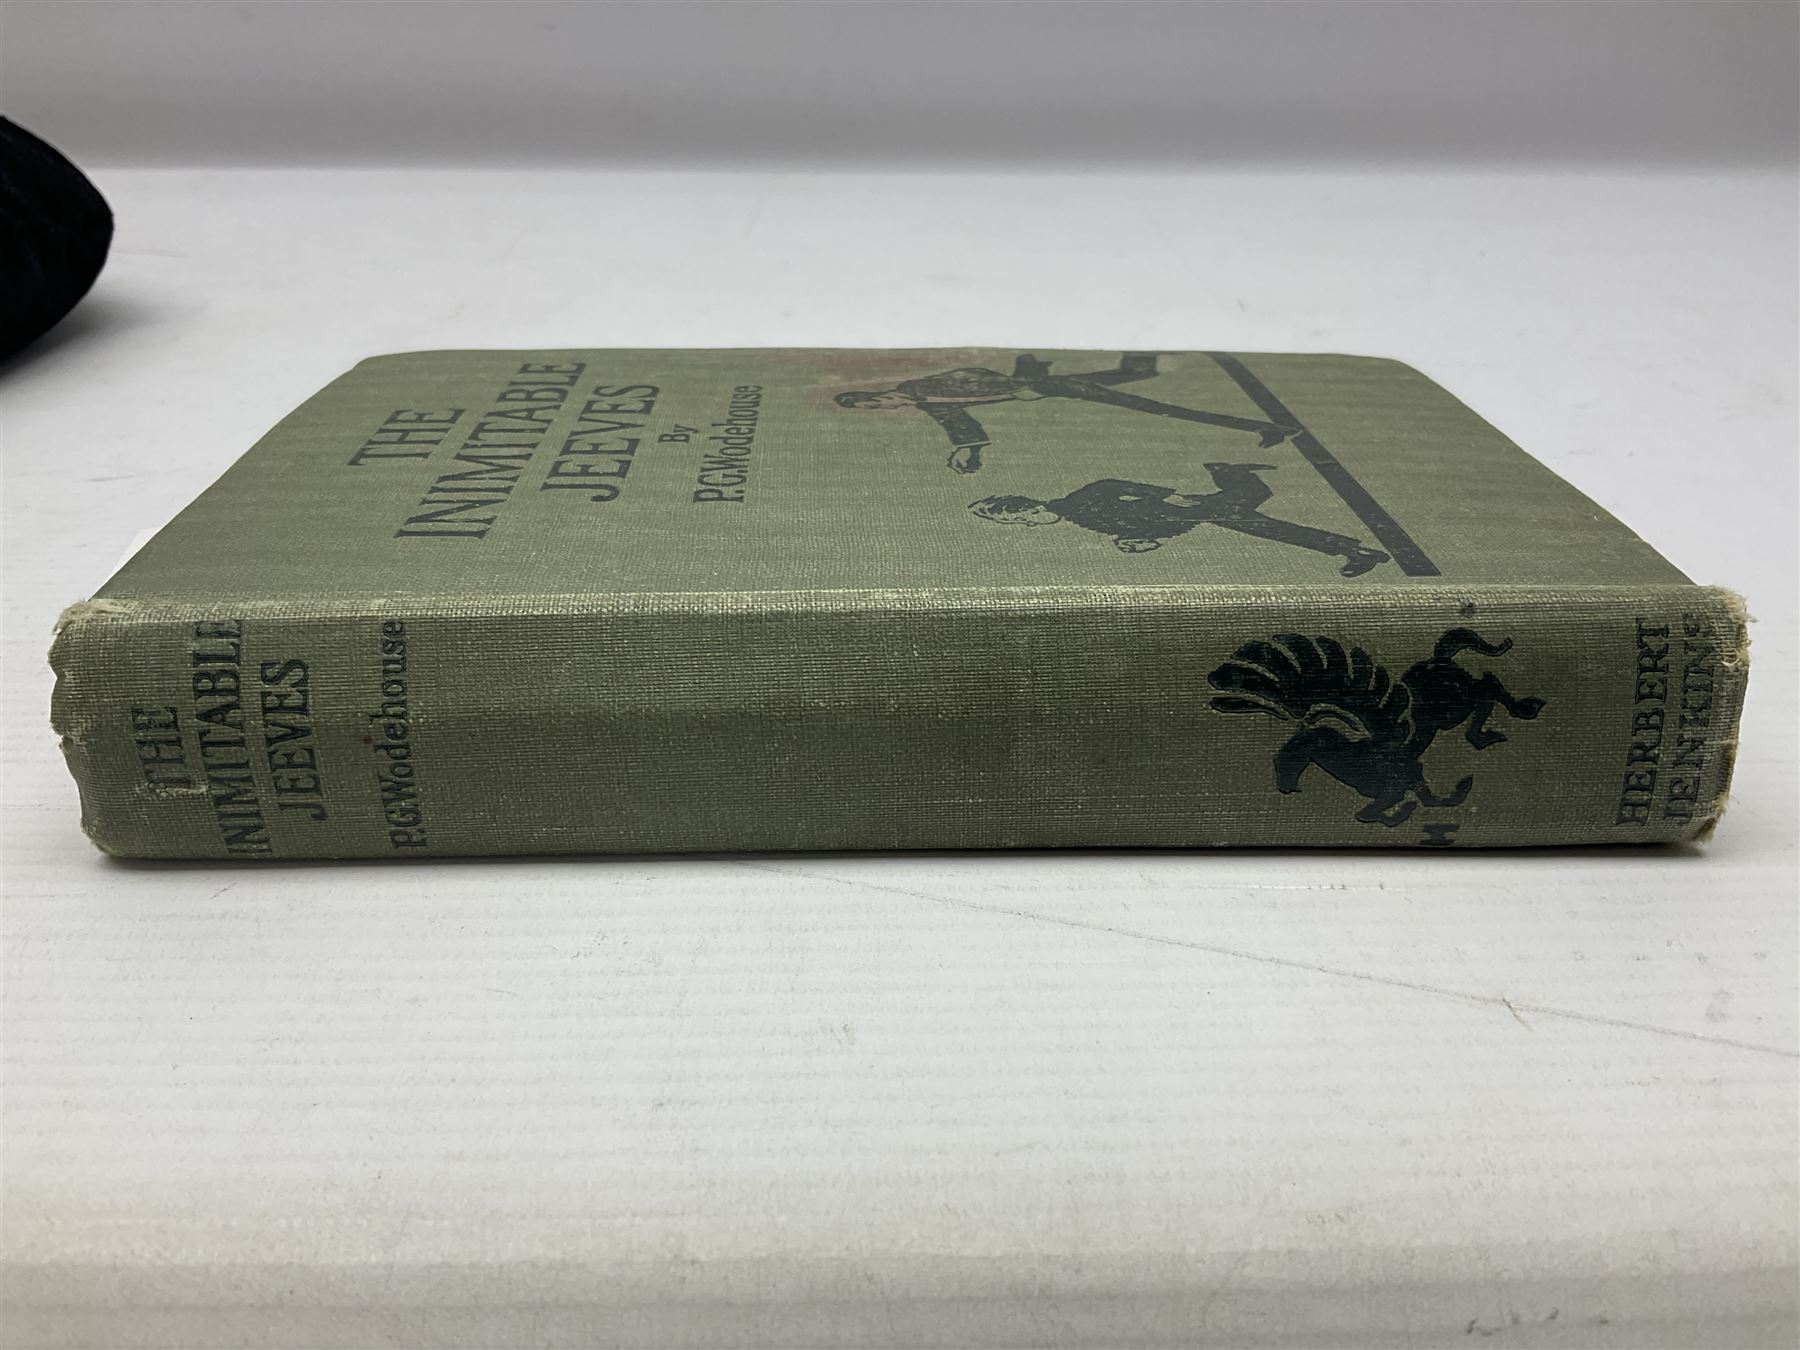 THE
INIMITABLE
JEEVES
By
P.G.Wodehouse
THE
INIMITABLE
JEEVES
P.G.Wodehouse
H
HERBERT
JENKINS